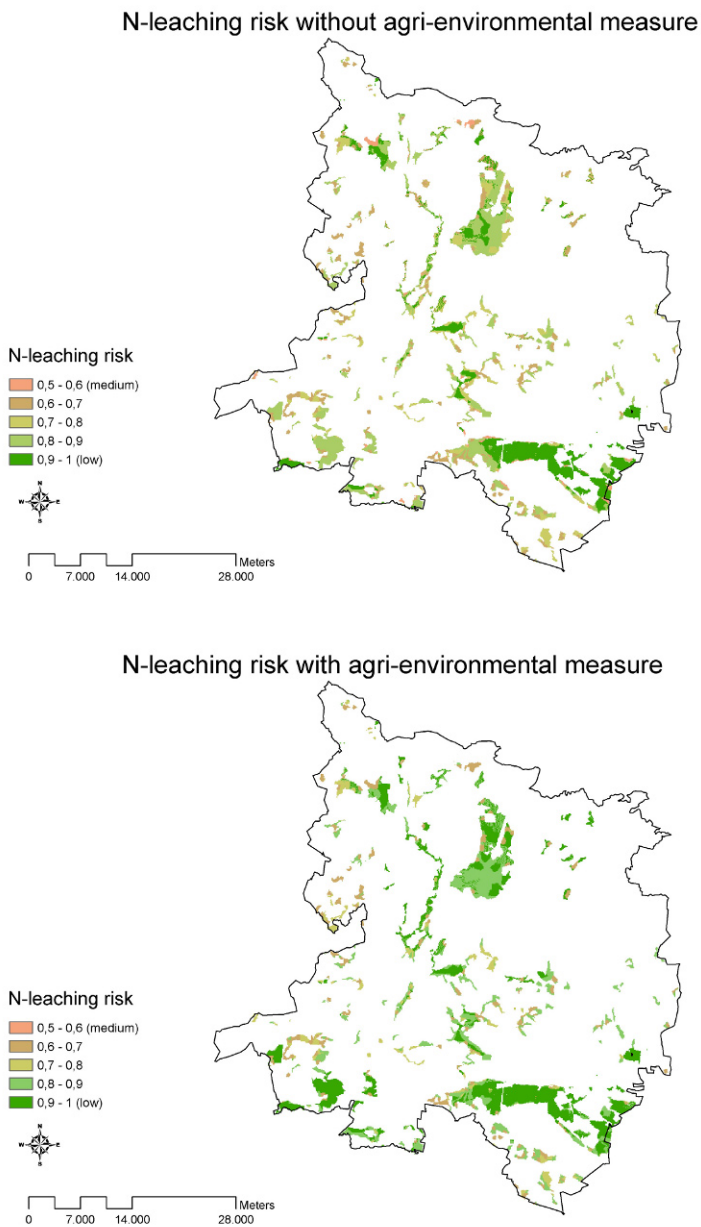 N-leaching risk without agri-environmental measure
N-leaching risk
0,5 - 0,6 (medium)
0,6 - 0,7
0,7 - 0,8
0,8 - 0,9
0,9 - 1 (low)
N
W E
S
Meters
0 7.000 14.000 28.000
N-leaching risk with agri-environmental measure
N-leaching risk
0,5 - 0,6 (medium)
0,6 - 0,7
0,7 - 0,8
0,8 - 0,9
0,9 - 1 (low)
N
W E
S
Meters
0 7.000 14.000 28.000